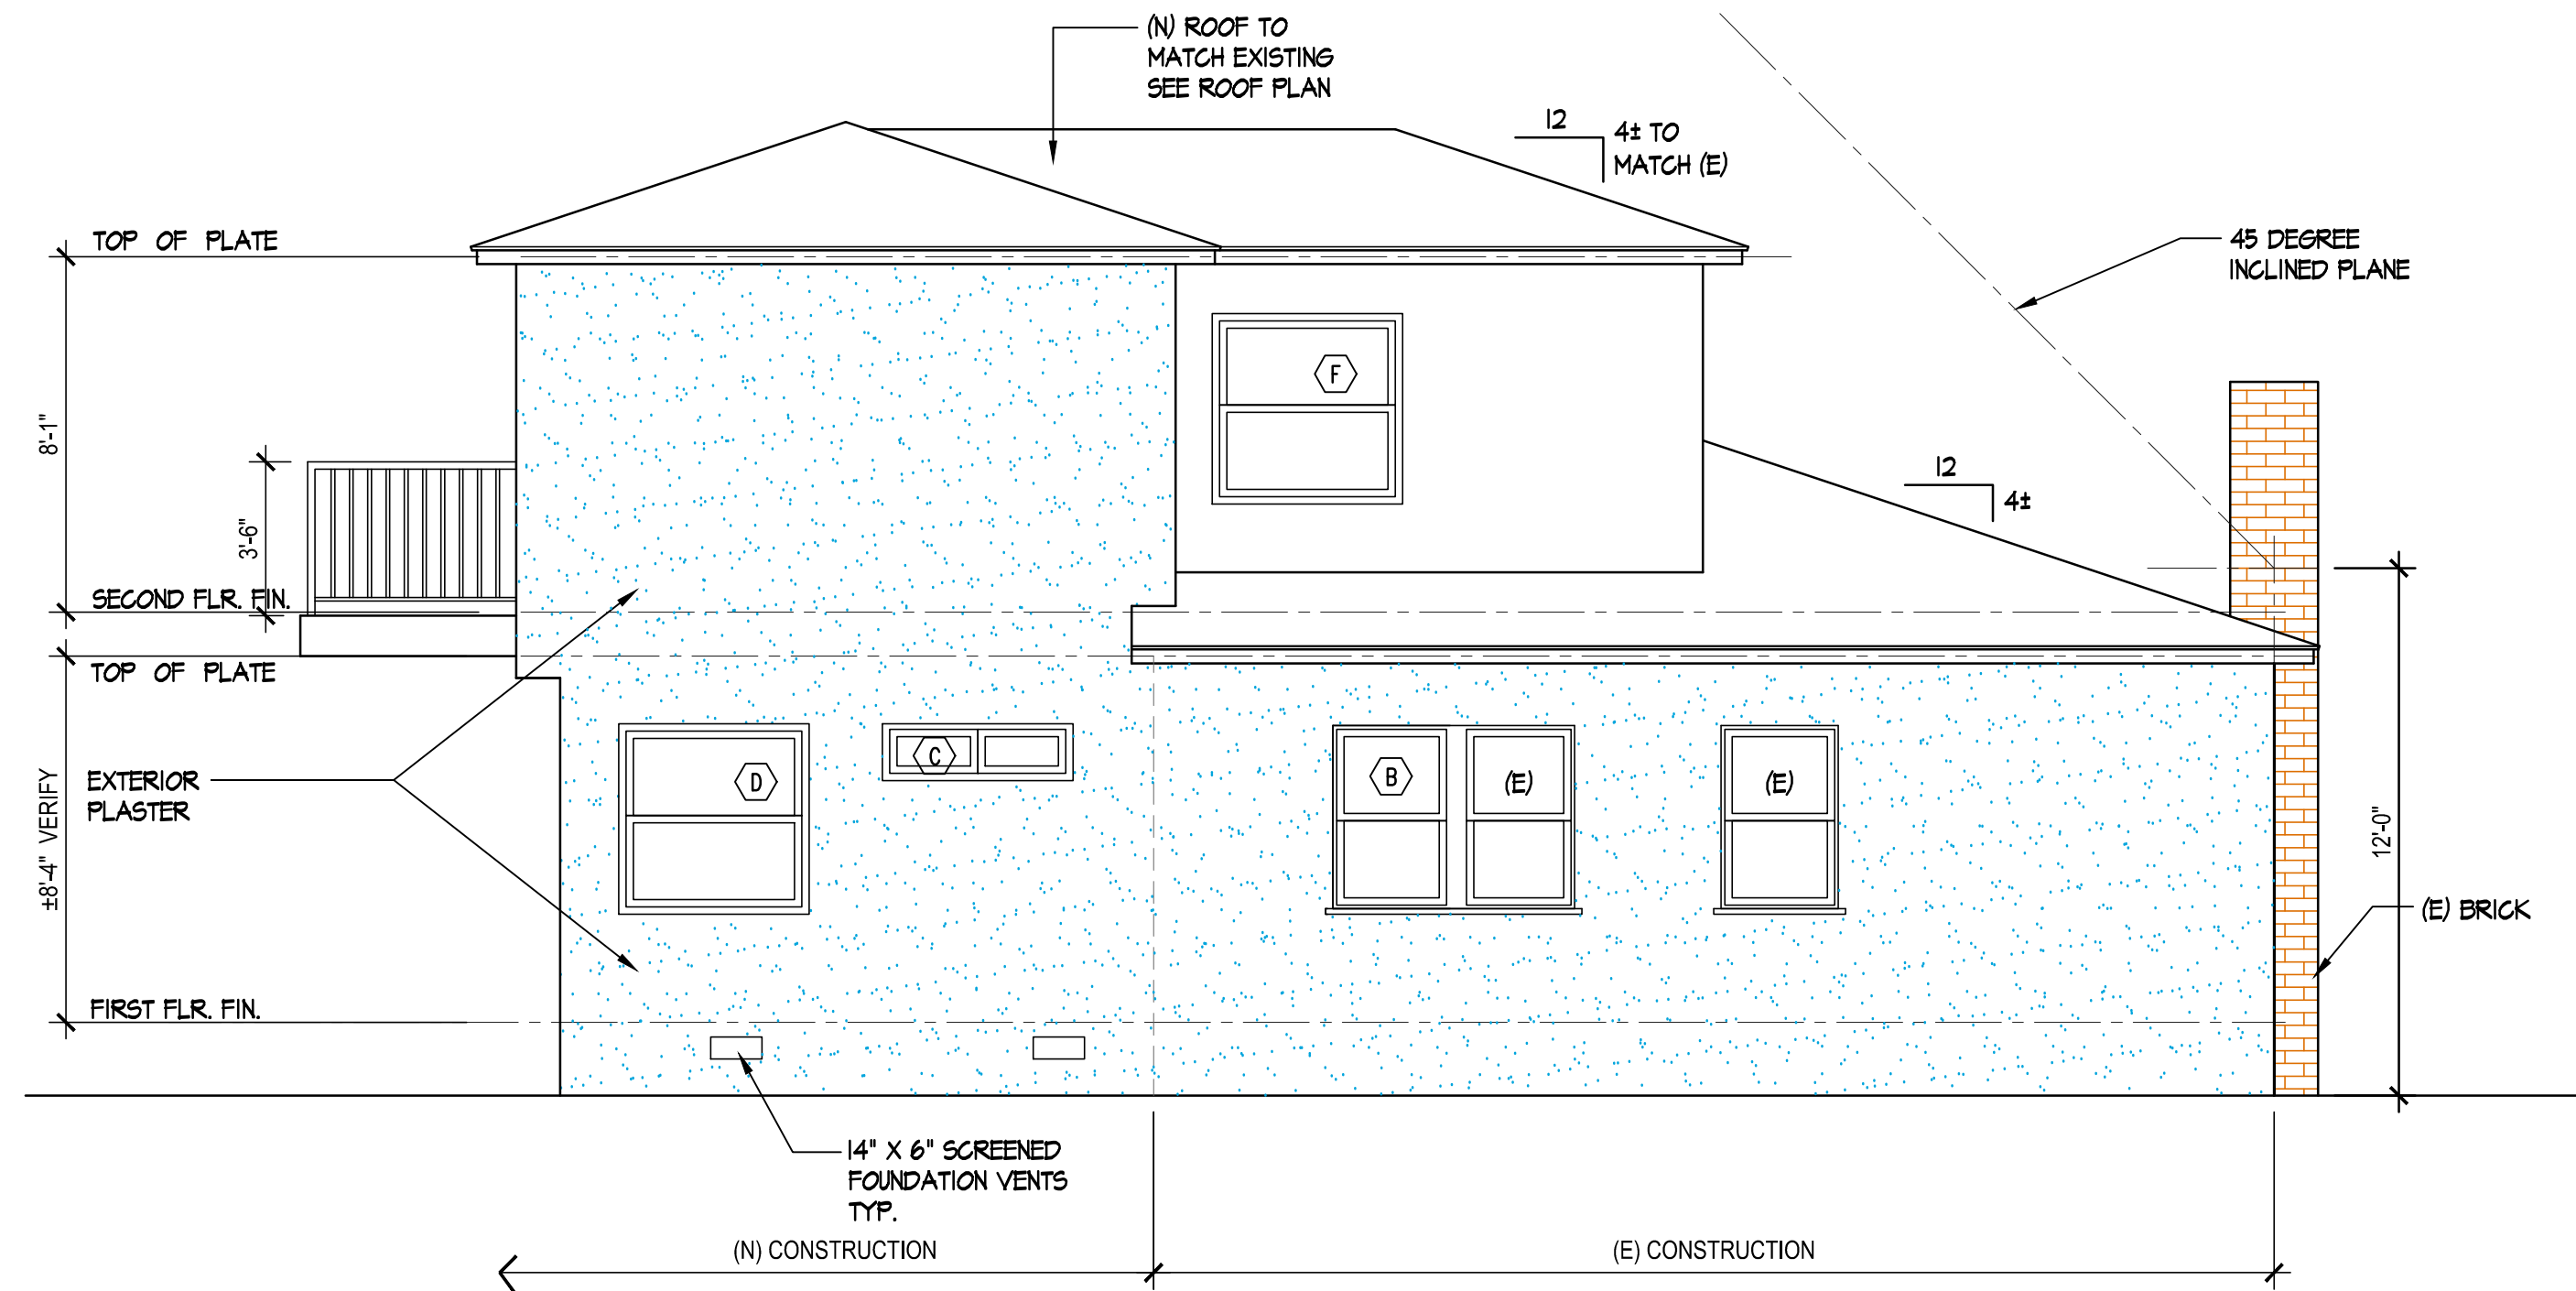 (N) ROOF TO
MATCH EXISTING
SEE ROOF PLAN
12
4± TO
MATCH (E)
45 DEGREE
INCLINED PLANE
TOP OF PLATE
8'-1"
F
12
4±
3'-6"
SECOND FLR. FIN.
TOP OF PLATE
EXTERIOR
PLASTER
±8'-4" VERIFY
D
C
B
(E)
(E)
12'-0"
(E) BRICK
FIRST FLR. FIN.
14" X 6" SCREENED
FOUNDATION VENTS
TYP.
(N) CONSTRUCTION
(E) CONSTRUCTION